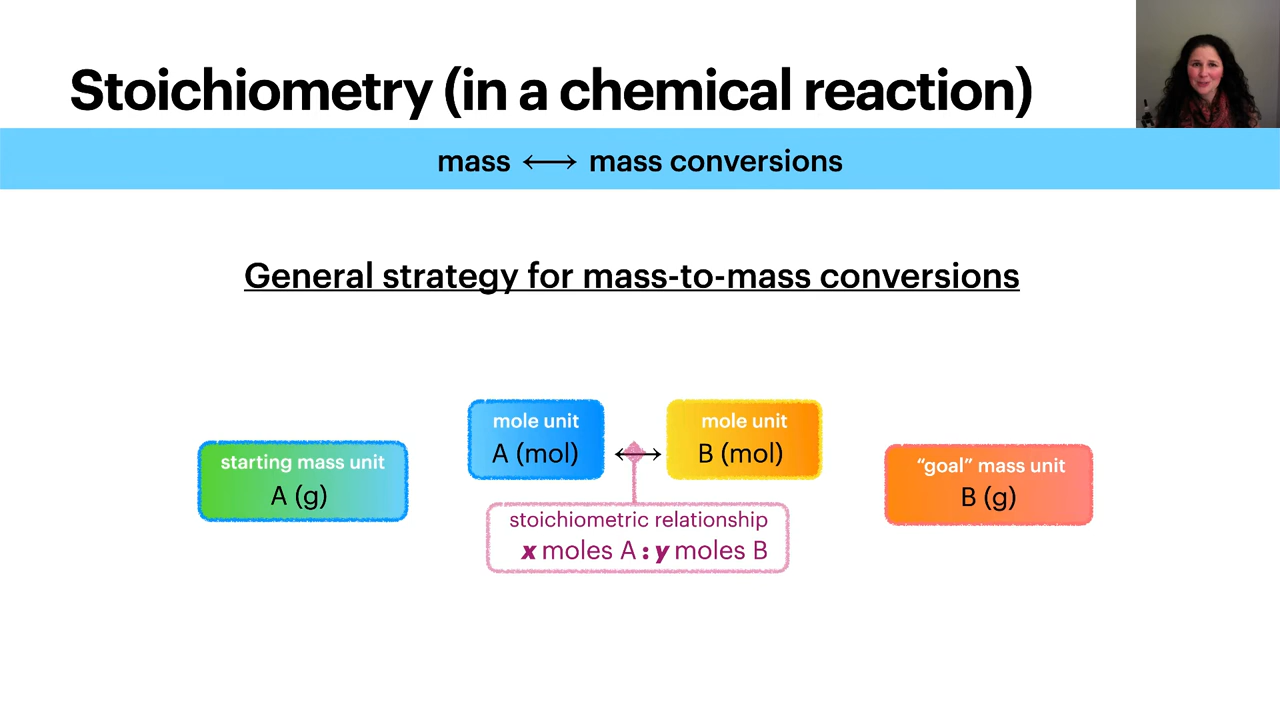 Stoichiometry (in a chemical reaction)
mass ⟷ mass conversions
General strategy for mass-to-mass conversions
starting mass unit
A (g)
mole unit
A (mol)
⟷
mole unit
B (mol)
stoichiometric relationship
x moles A : y moles B
“goal” mass unit
B (g)